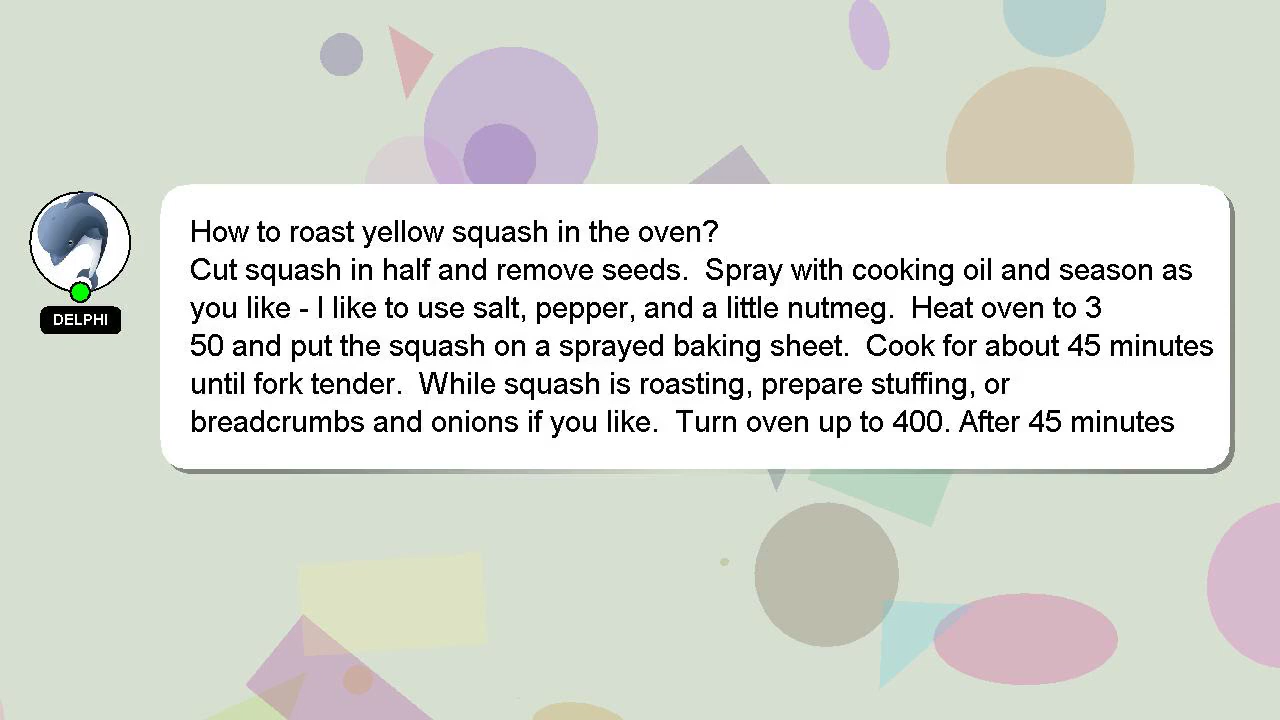 How to roast yellow squash in the oven?
Cut squash in half and remove seeds.  Spray with cooking oil and season as
you like - I like to use salt, pepper, and a little nutmeg.  Heat oven to 3
50 and put the squash on a sprayed baking sheet.  Cook for about 45 minutes
until fork tender.  While squash is roasting, prepare stuffing, or
breadcrumbs and onions if you like.  Turn oven up to 400. After 45 minutes
DELPHI